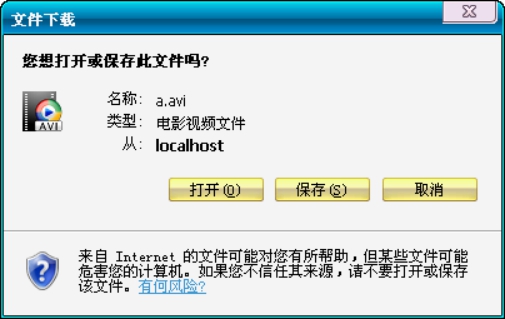 文件下载
您想打开或保存此文件吗?
AVI
名称: a.avi
类型: 电影视频文件
从: localhost
打开(O) 保存(S) 取消
来自 Internet 的文件可能对您有所帮助，但某些文件可能
危害您的计算机。如果您不信任其来源，请不要打开或保存
该文件。有何风险?